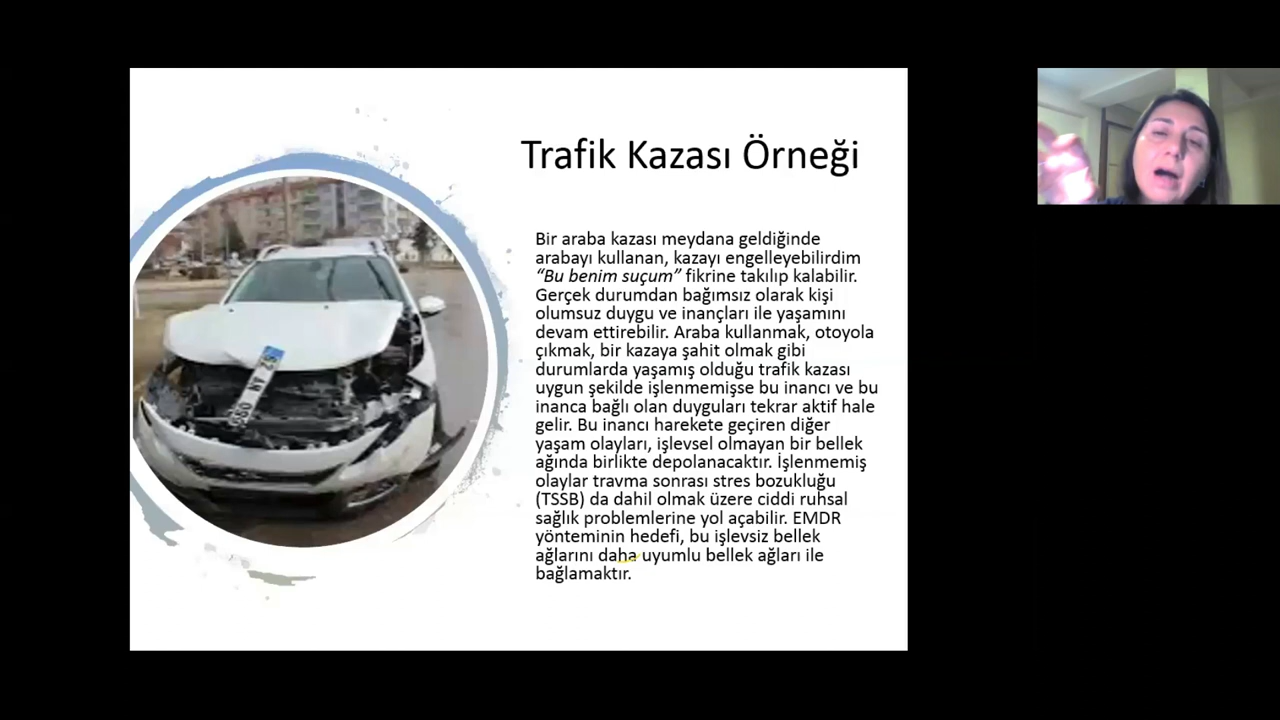 Trafik Kazası Örneği
Bir araba kazası meydana geldiğinde
arabayı kullanan, kazayı engelleyebilirdim
“Bu benim suçum” fikrine takılıp kalabilir.
Gerçek durumdan bağımsız olarak kişi
olumsuz duygu ve inançları ile yaşamını
devam ettirebilir. Araba kullanmak, otoyola
çıkmak, bir kazaya şahit olmak gibi
durumlarda yaşamış olduğu trafik kazası
uygun şekilde işlenmemişse bu inancı ve bu
inanca bağlı olan duyguları tekrar aktif hale
gelir. Bu inancı harekete geçiren diğer
yaşam olayları, işlevsel olmayan bir bellek
ağında birlikte depolanacaktır. İşlenmemiş
olaylar travma sonrası stres bozukluğu
(TSSB) da dahil olmak üzere ciddi ruhsal
sağlık problemlerine yol açabilir. EMDR
yönteminin hedefi, bu işlevsiz bellek
ağlarını daha uyumlu bellek ağları ile
bağlamaktır.